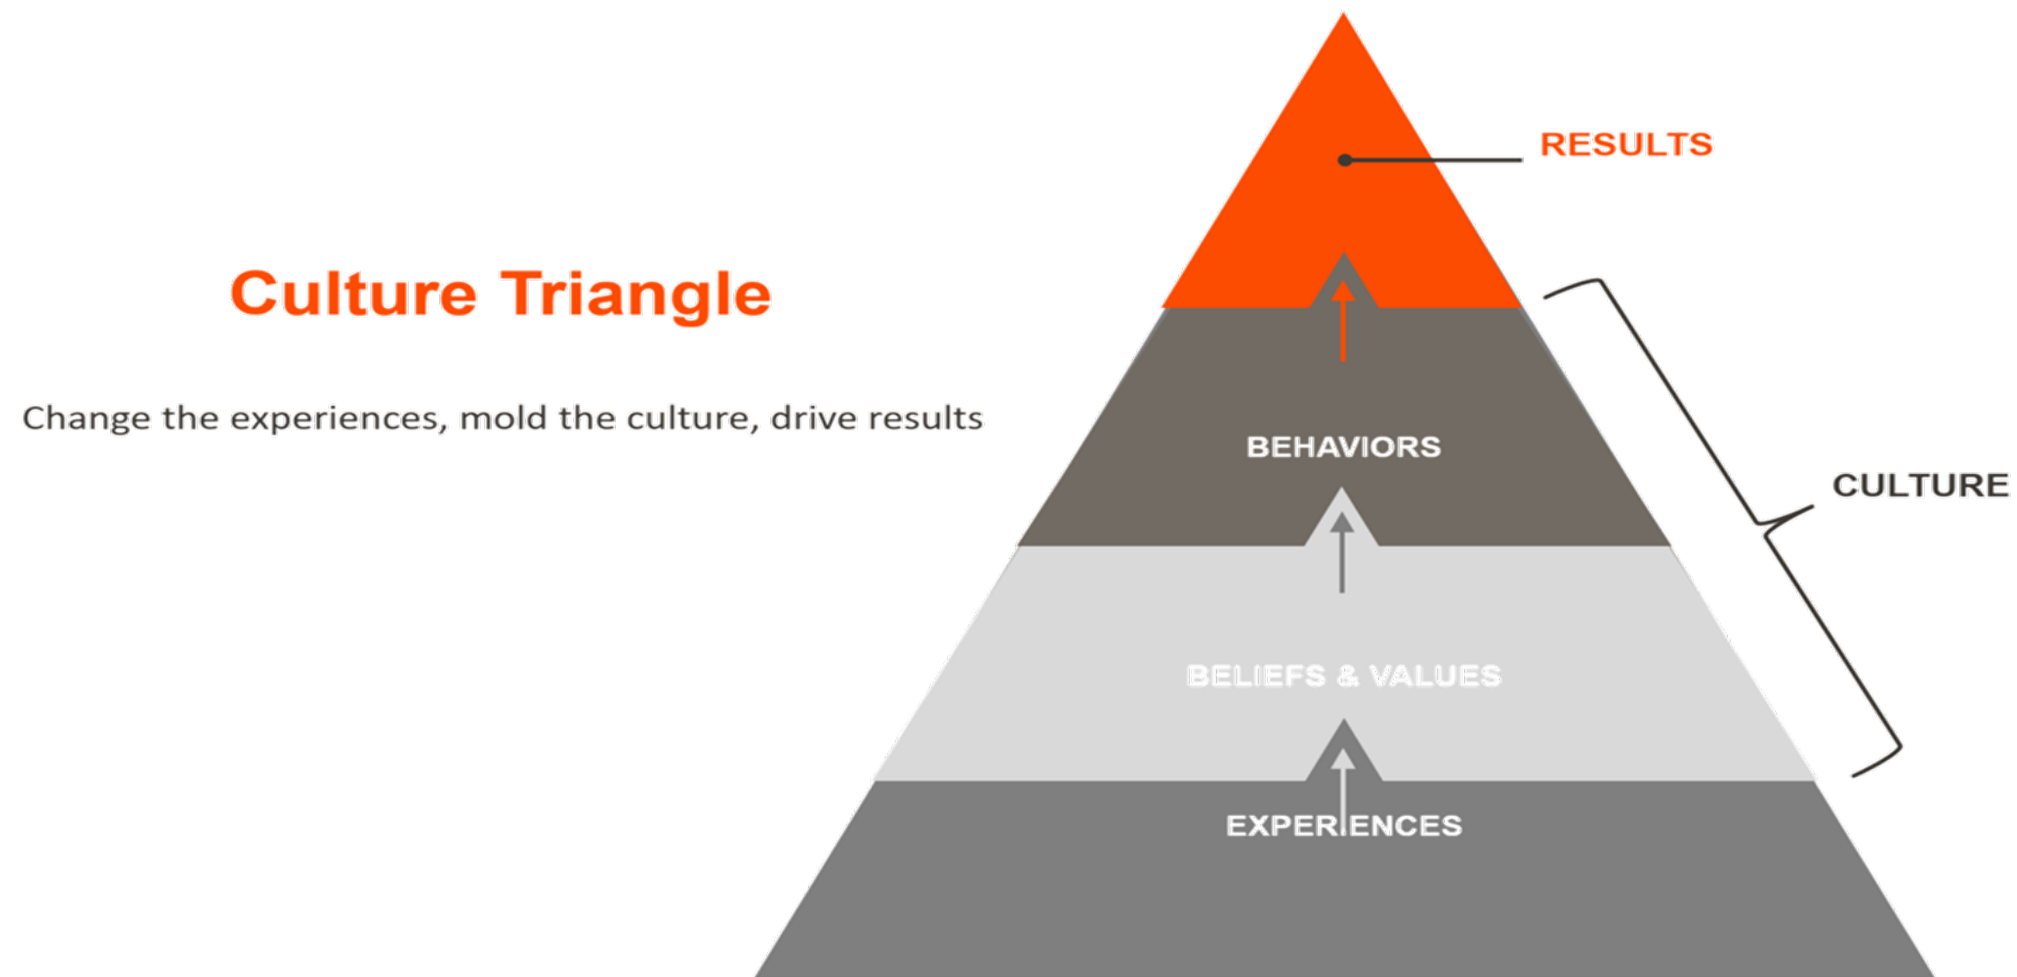 Culture Triangle
Change the experiences, mold the culture, drive results
RESULTS
BEHAVIORS
CULTURE
BELIEFS & VALUES
EXPERIENCES